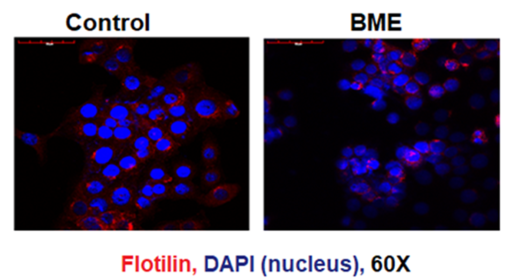 Control BME
Flotilin, DAPI (nucleus), 60X